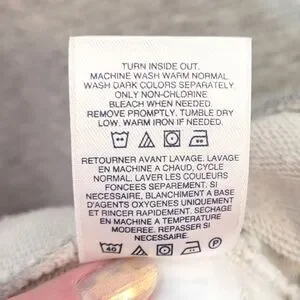 TURN INSIDE OUT.
MACHINE WASH WARM NORMAL.
WASH DARK COLORS SEPARATELY.
ONLY NON-CHLORINE
BLEACH WHEN NEEDED.
REMOVE PROMPTLY. TUMBLE DRY
LOW. WARM IRON IF NEEDED.
RETOURNER AVANT LAVAGE. LAVAGE
EN MACHINE A CHAUD, CYCLE
NORMAL. LAVER LES COULEURS
FONCEES SEPAREMENT. SI
NECESSAIRE, BLANCHIMENT A BASE
D'AGENTS OXYGENES UNIQUEMENT
ET RINCER RAPIDEMENT. SECHAGE
EN MACHINE A TEMPERATURE
MODEREE. REPASSER SI
NECESSAIRE.
40 P